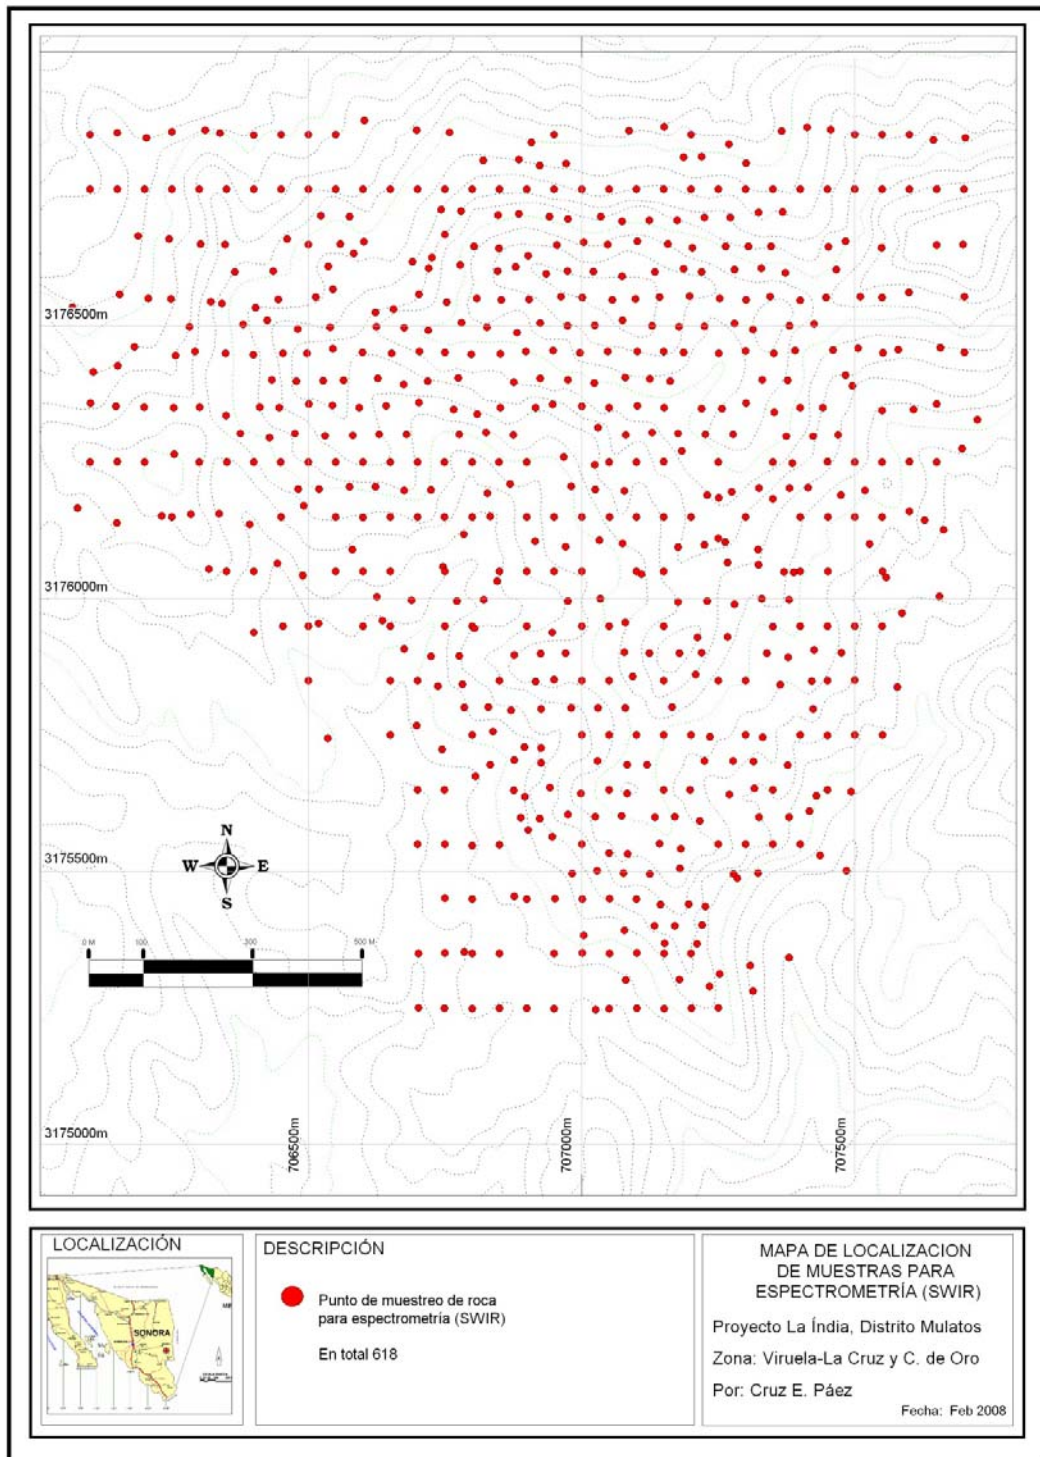 3176500m
3176000m
N
W E
S
3175500m
0 M 100 300 500 M
3175000m
706500m
707000m
707500m
LOCALIZACIÓN
SONORA
DESCRIPCIÓN
Punto de muestreo de roca
para espectrometría (SWIR)
En total 618
MAPA DE LOCALIZACION
DE MUESTRAS PARA
ESPECTROMETRÍA (SWIR)
Proyecto La Índia, Distrito Mulatos
Zona: Viruela-La Cruz y C. de Oro
Por: Cruz E. Páez
Fecha: Feb 2008